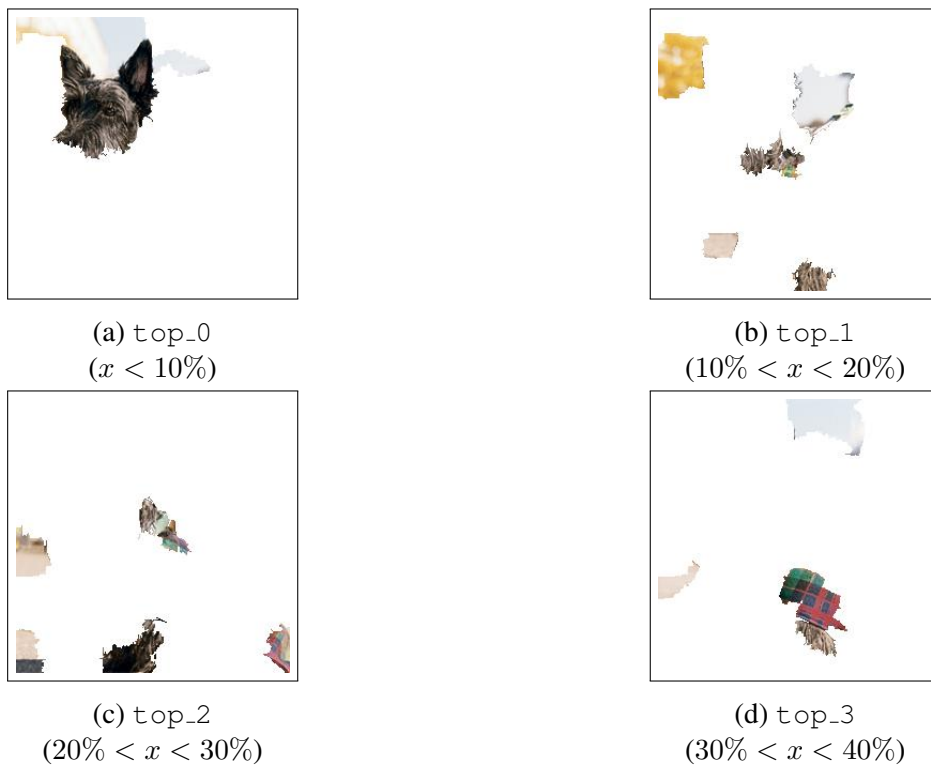 (a) top_0
(x < 10%)
(b) top_1
(10% < x < 20%)
(c) top_2
(20% < x < 30%)
(d) top_3
(30% < x < 40%)